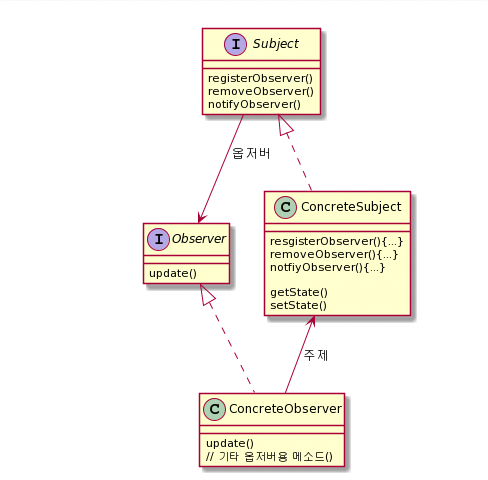 I Subject
registerObserver()
removeObserver()
notifyObserver()
옵저버
C ConcreteSubject
resgisterObserver(){...}
removeObserver(){...}
notfiyObserver(){...}
getState()
setState()
I Observer
update()
주제
C ConcreteObserver
update()
// 기타 옵저버용 메소드()